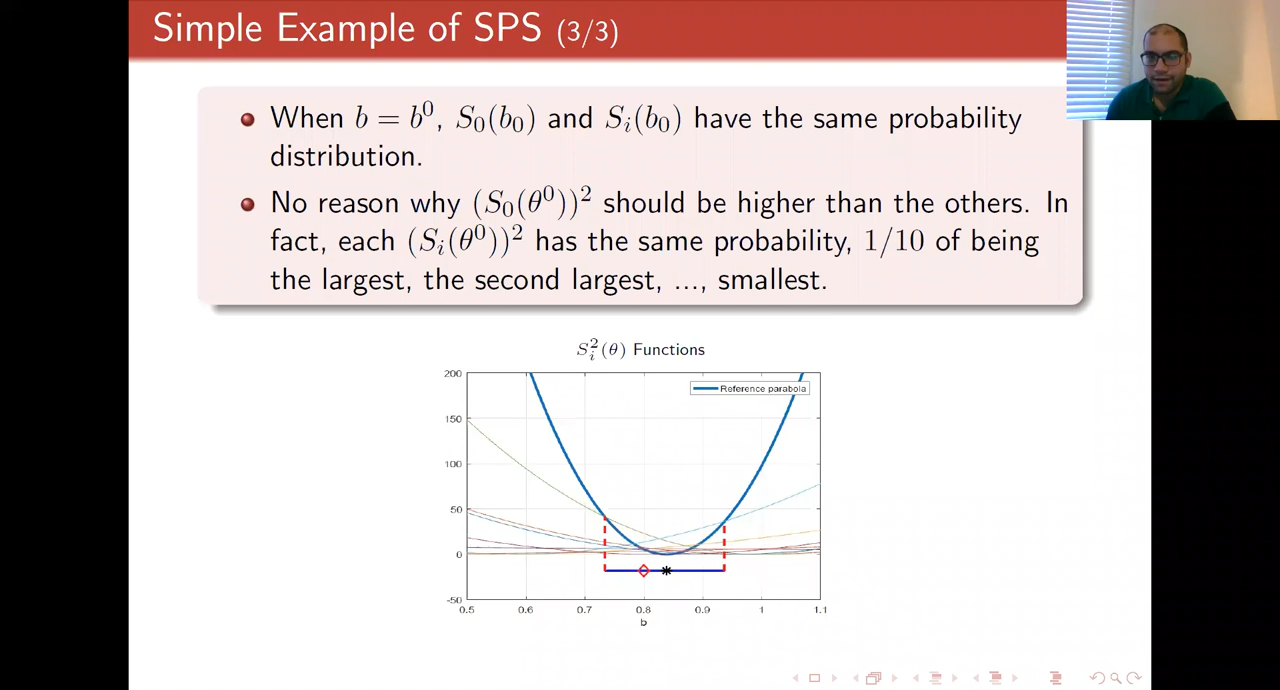 Simple Example of SPS (3/3)
When b = b⁰, S₀(b₀) and Sᵢ(b₀) have the same probability
distribution.
No reason why (S₀(θ⁰))² should be higher than the others. In
fact, each (Sᵢ(θ⁰))² has the same probability, 1/10 of being
the largest, the second largest, ..., smallest.
Sᵢ²(θ) Functions
Reference parabola
200
150
100
50
0
-50
0.5 0.6 0.7 0.8 0.9 1 1.1
b